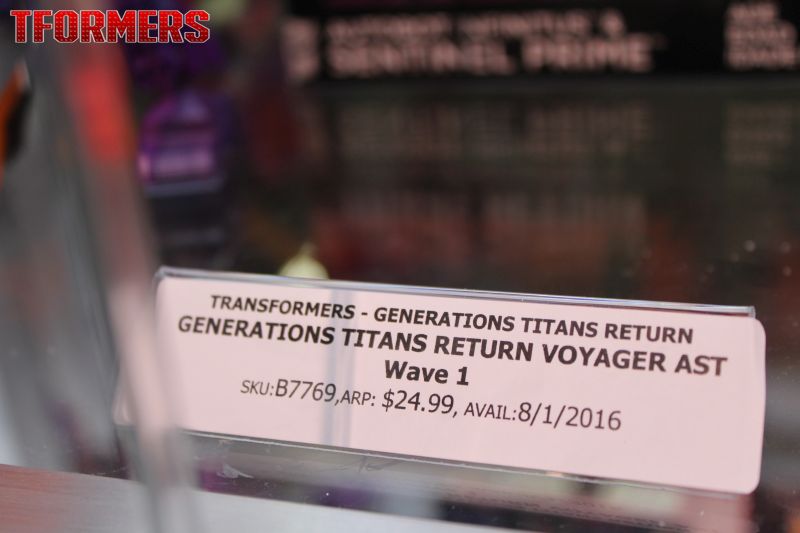 TFORMERS
SENTINEL PRIME
TRANSFORMERS - GENERATIONS TITANS RETURN
GENERATIONS TITANS RETURN VOYAGER AST
Wave 1
SKU:B7769,ARP: $24.99, AVAIL:8/1/2016